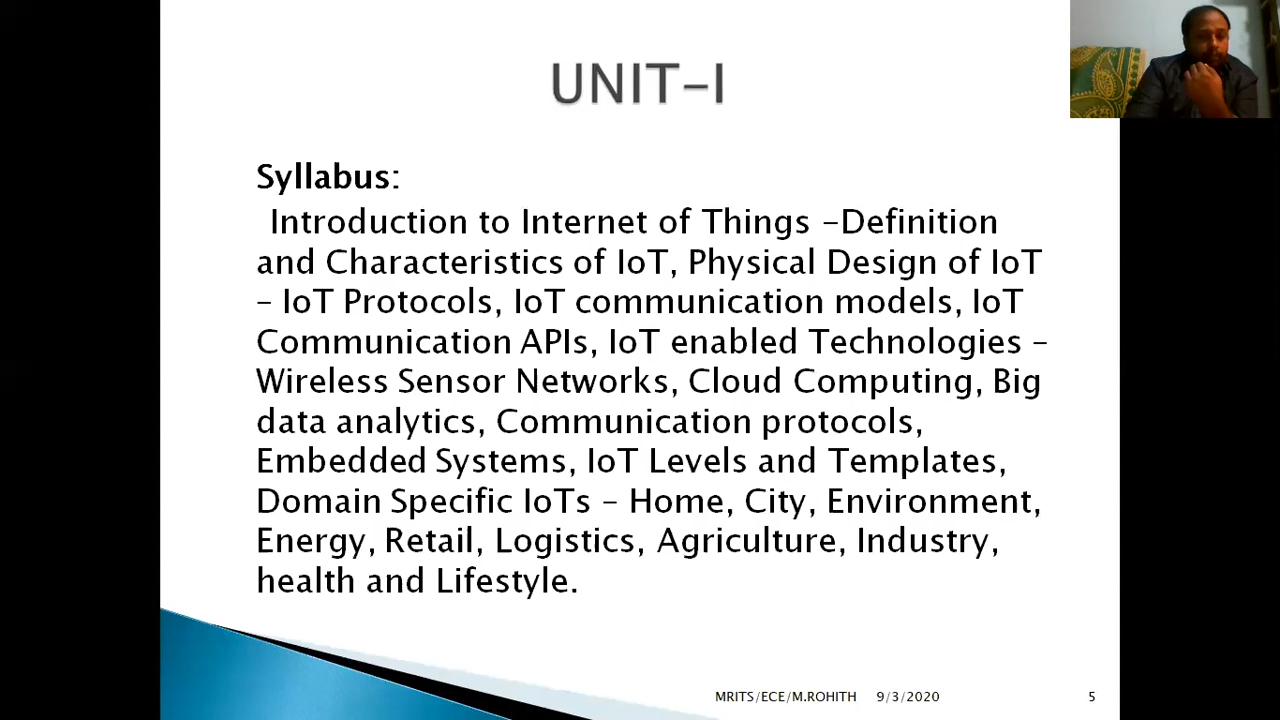 UNIT-I
Syllabus:
Introduction to Internet of Things -Definition
and Characteristics of IoT, Physical Design of IoT
- IoT Protocols, IoT communication models, IoT
Communication APIs, IoT enabled Technologies -
Wireless Sensor Networks, Cloud Computing, Big
data analytics, Communication protocols,
Embedded Systems, IoT Levels and Templates,
Domain Specific IoTs - Home, City, Environment,
Energy, Retail, Logistics, Agriculture, Industry,
health and Lifestyle.
MRITS/ECE/M.ROHITH 9/3/2020 5